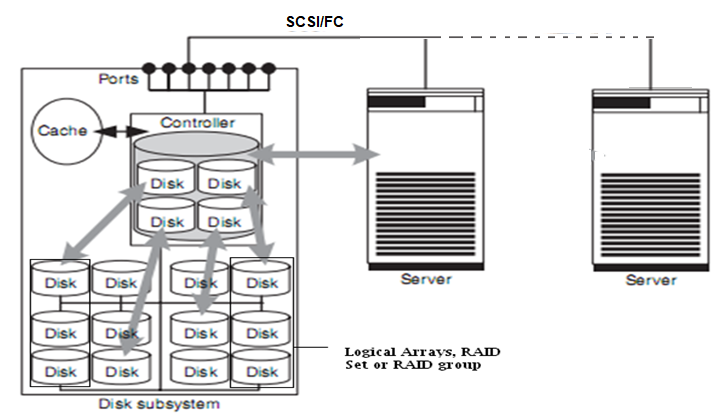 SCSI/FC
Ports
Cache
Controller
Disk Disk
Disk Disk
Disk Disk Disk Disk
Disk Disk Disk Disk
Disk Disk Disk Disk
Disk subsystem
Server
Server
Logical Arrays, RAID
Set or RAID group